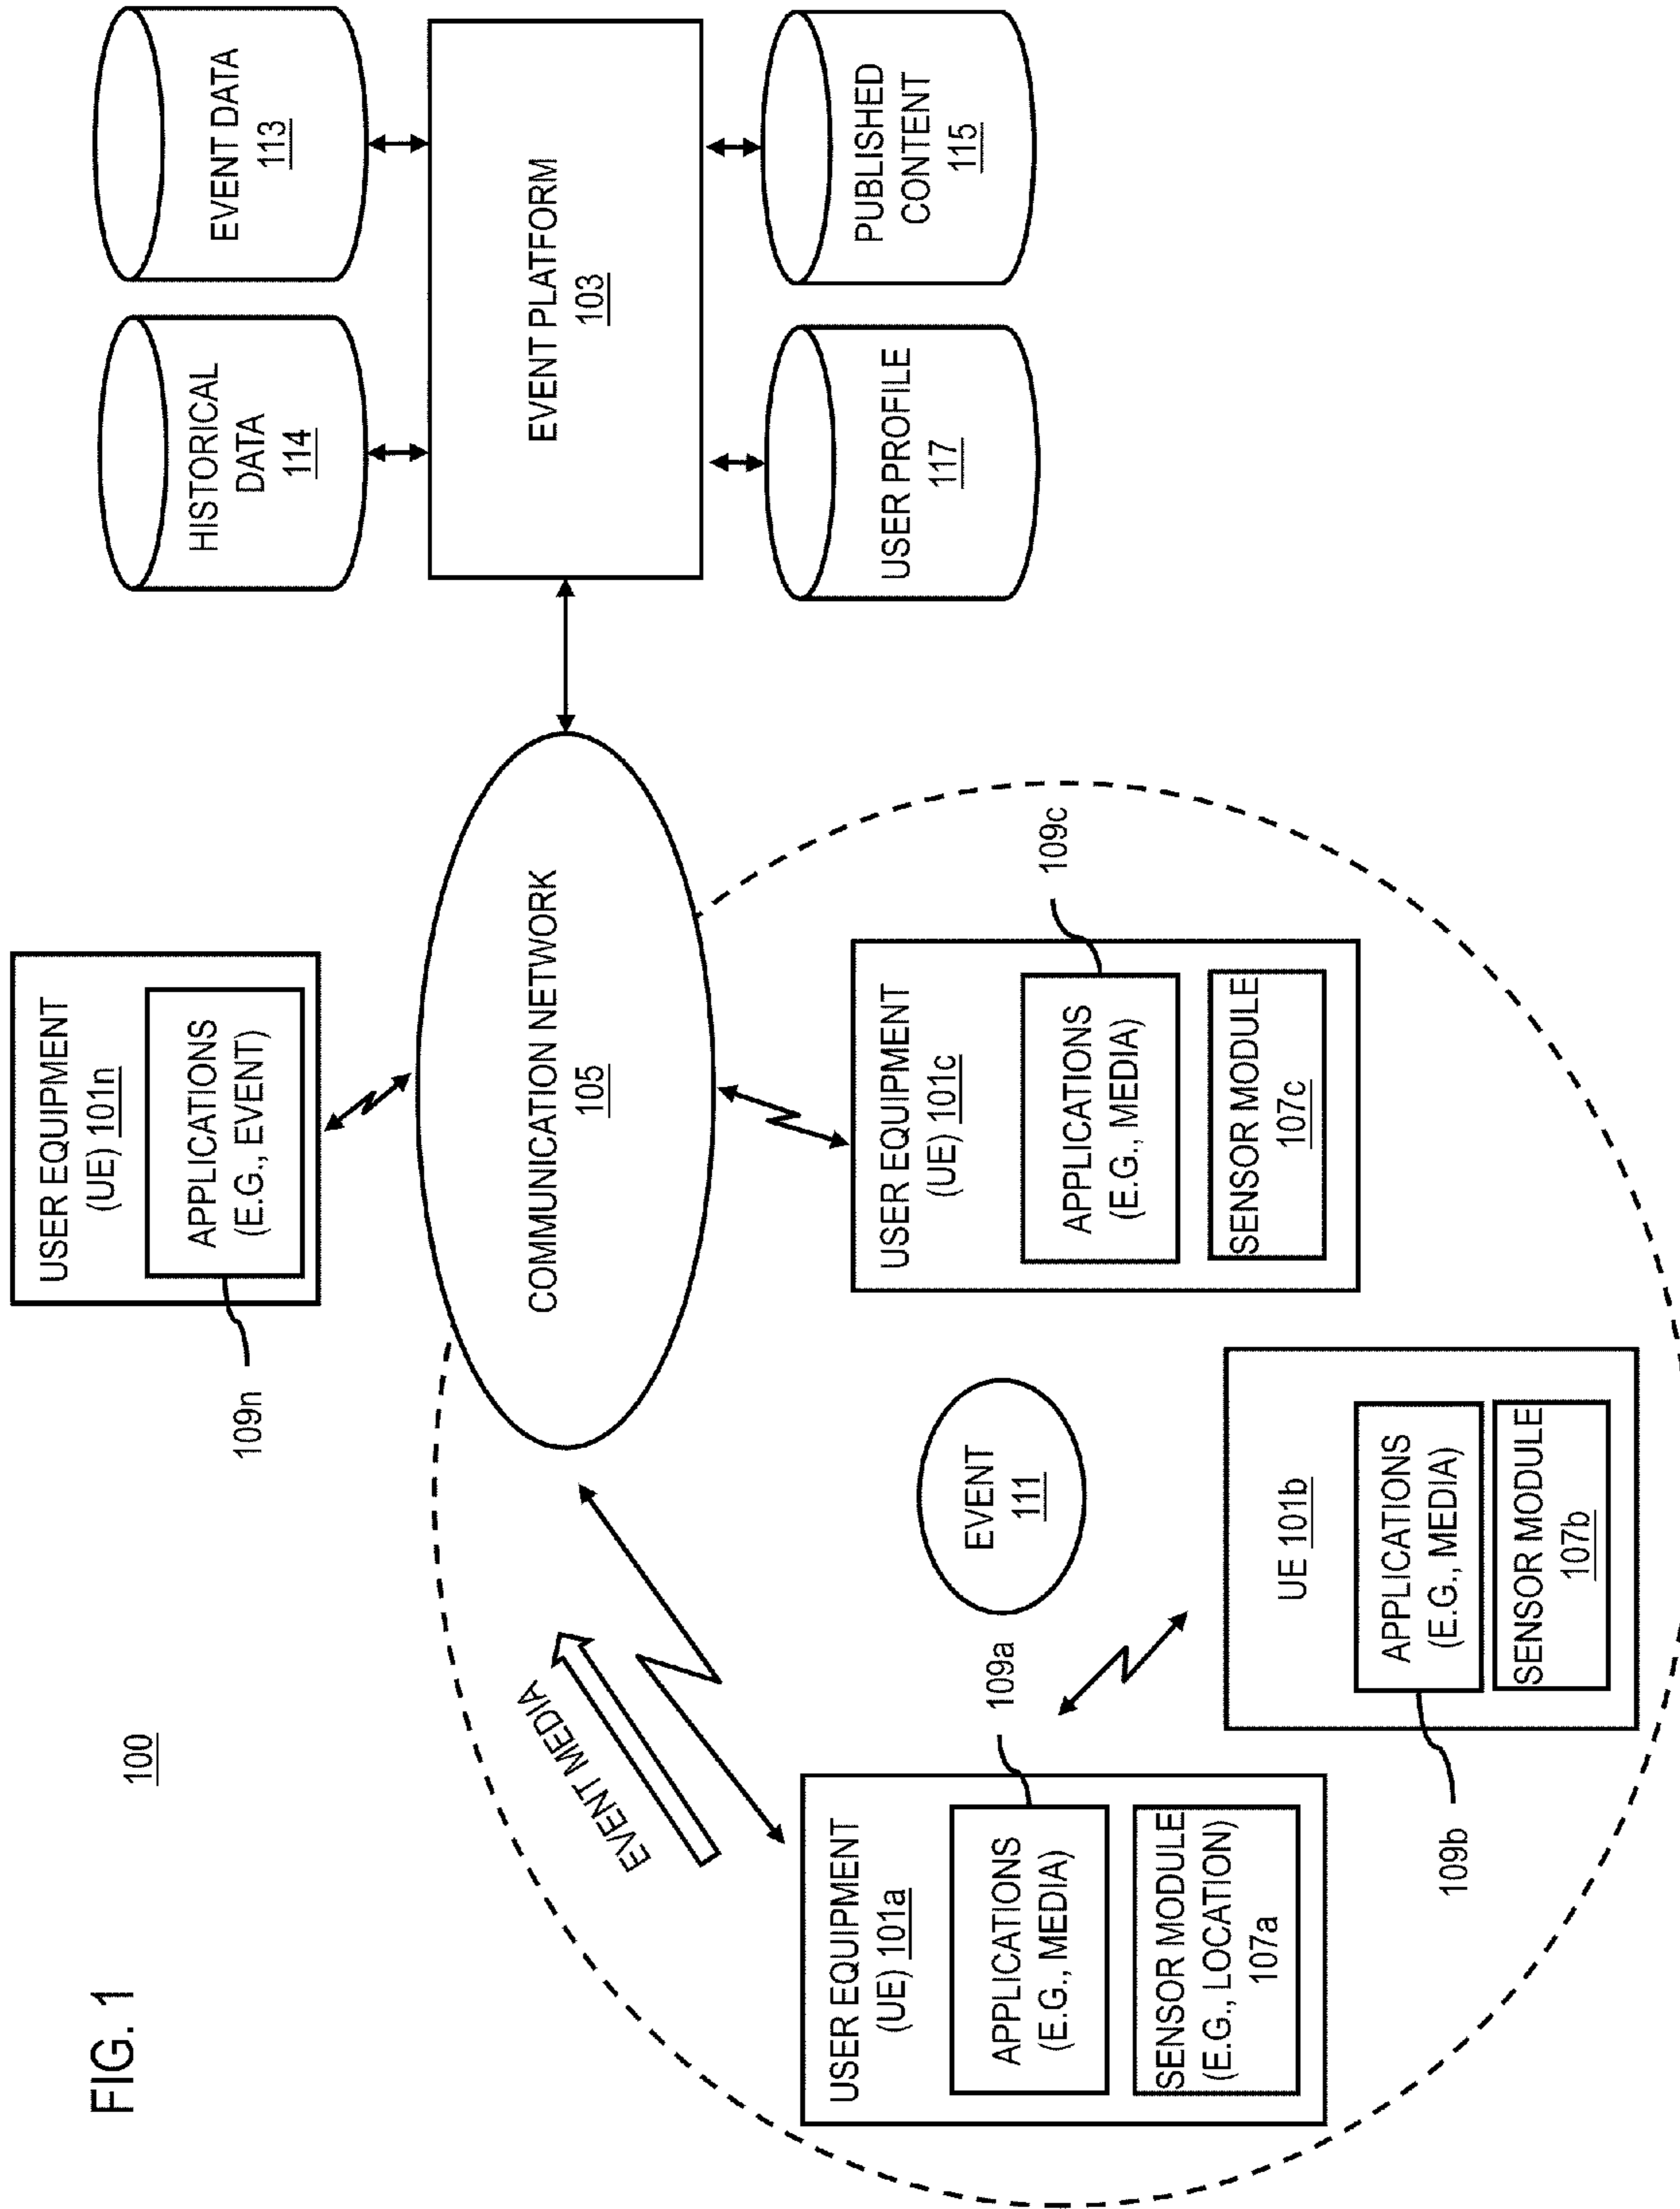 FIG. 1
100
USER EQUIPMENT
(UE) 101n
APPLICATIONS
(E.G., EVENT)
109n
HISTORICAL
DATA
114
EVENT DATA
113
COMMUNICATION NETWORK
105
EVENT PLATFORM
103
EVENT MEDIA
USER PROFILE
117
PUBLISHED
CONTENT
115
USER EQUIPMENT
(UE) 101a
APPLICATIONS
(E.G., MEDIA)
109a
SENSOR MODULE
(E.G., LOCATION)
107a
EVENT
111
USER EQUIPMENT
(UE) 101c
APPLICATIONS
(E.G., MEDIA)
109c
SENSOR MODULE
107c
UE 101b
APPLICATIONS
(E.G., MEDIA)
109b
SENSOR MODULE
107b